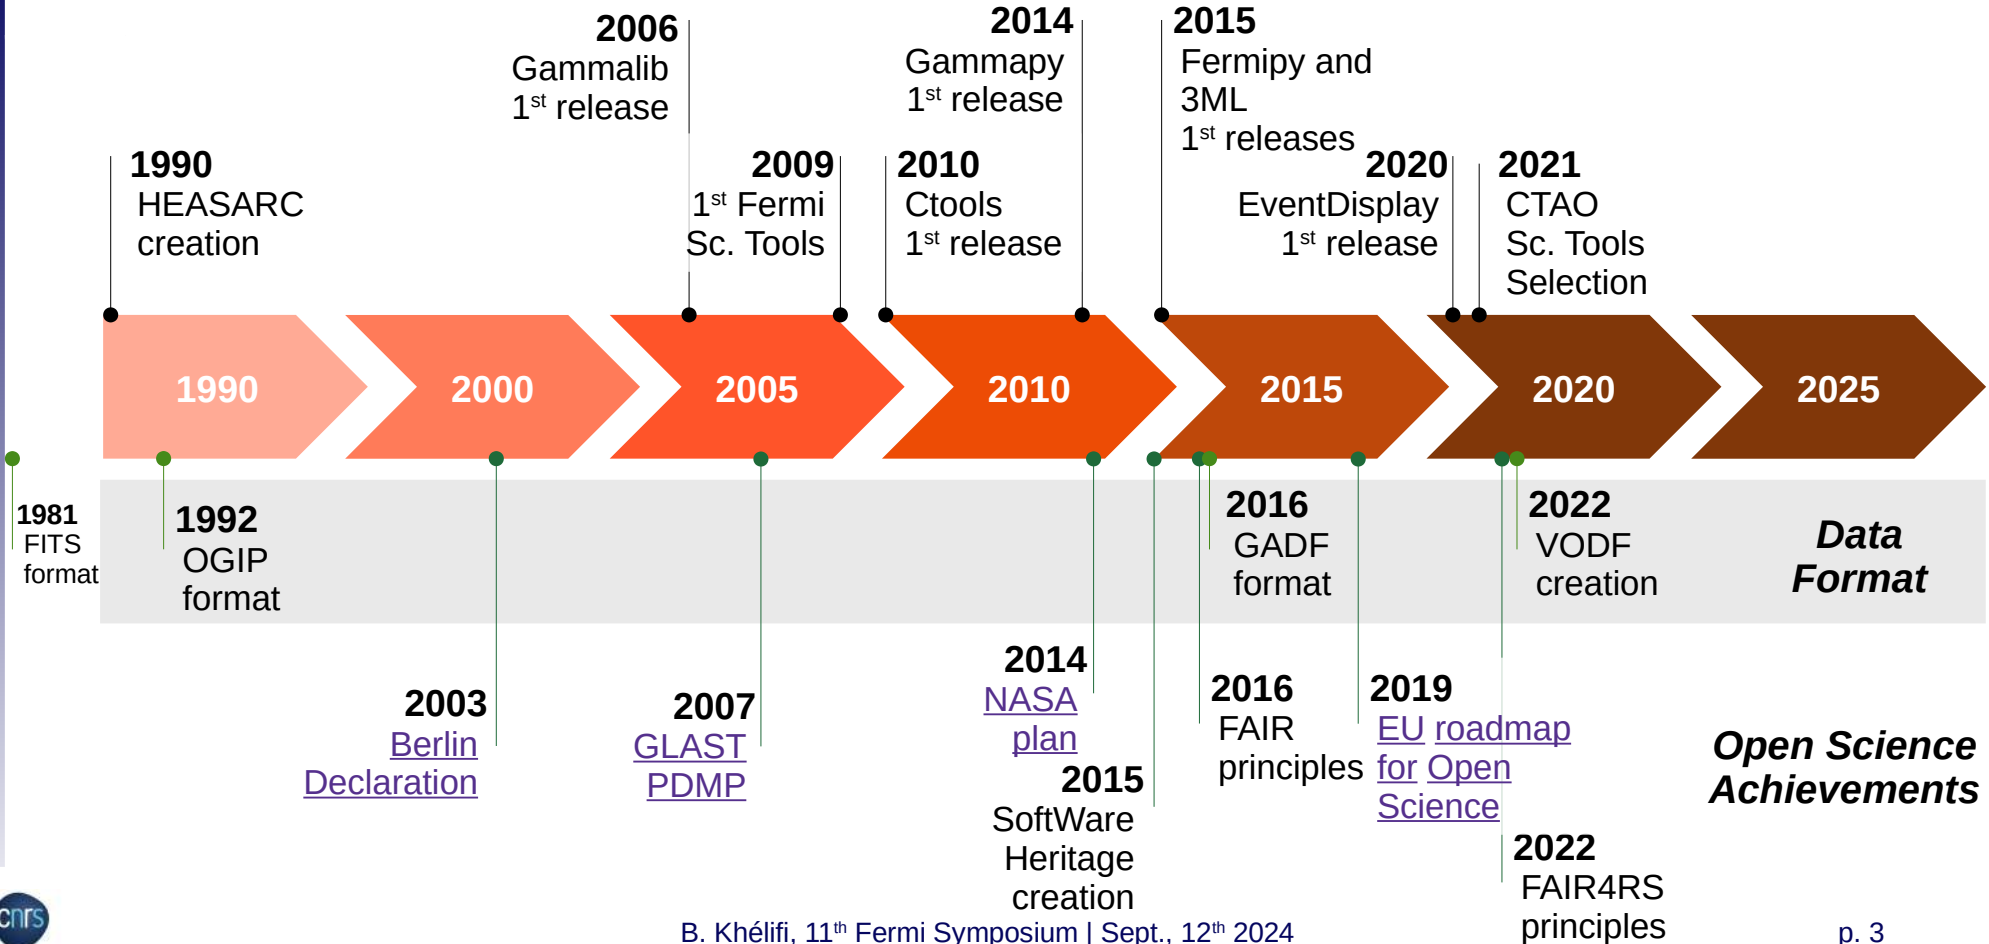 2006
Gammalib
1st release
2014
Gammapy
1st release
2015
Fermipy and
3ML
1st releases
1990
HEASARC
creation
2009
1st Fermi
Sc. Tools
2010
Ctools
1st release
2020
EventDisplay
1st release
2021
CTAO
Sc. Tools
Selection
1990
2000
2005
2010
2015
2020
2025
1981
FITS
format
1992
OGIP
format
2016
GADF
format
2022
VODF
creation
Data
Format
2003
Berlin
Declaration
2007
GLAST
PDMP
2014
NASA
plan
2015
SoftWare
Heritage
creation
2016
FAIR
principles
2019
EU roadmap
for Open
Science
2022
FAIR4RS
principles
Open Science
Achievements
cnrs
B. Khélifi, 11th Fermi Symposium | Sept., 12th 2024
p. 3